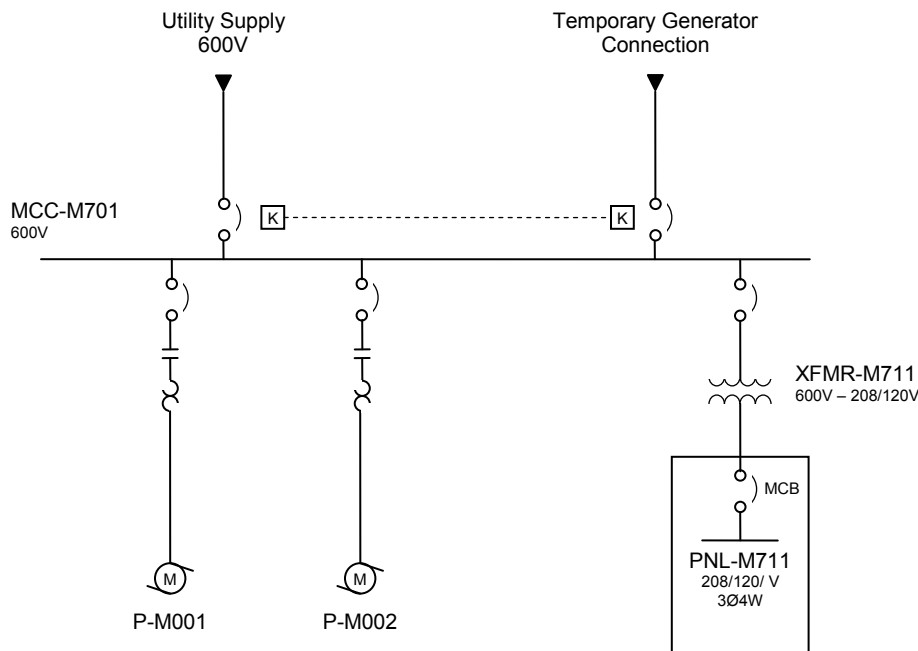 Utility Supply
600V
Temporary Generator
Connection
MCC-M701
600V
K
K
XFMR-M711
600V – 208/120V
MCB
PNL-M711
208/120/ V
3Ø4W
M
P-M001
M
P-M002